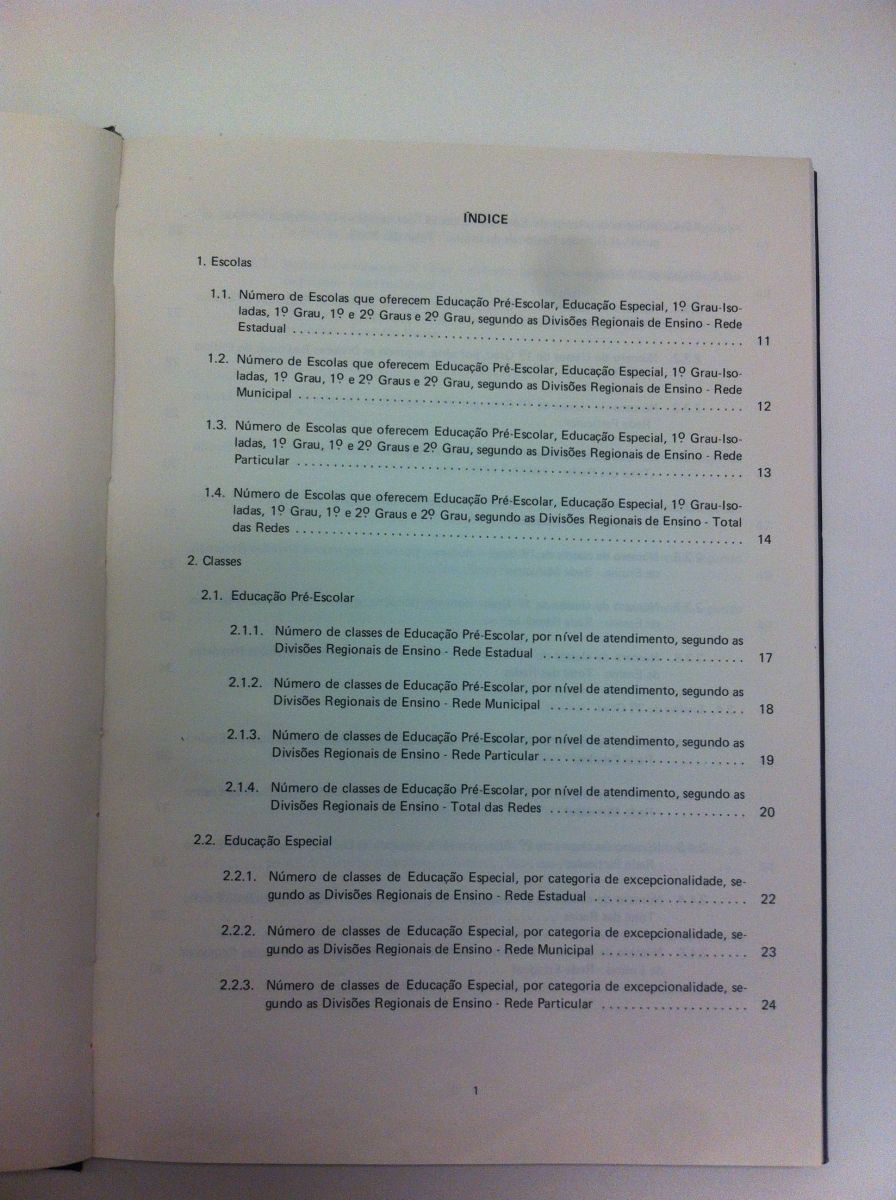 ÍNDICE
1. Escolas
1.1. Número de Escolas que oferecem Educação Pré-Escolar, Educação Especial, 1º Grau-Iso-
ladas, 1º Grau, 1º e 2º Graus e 2º Grau, segundo as Divisões Regionais de Ensino - Rede
Estadual . . . . . . . . . . . . . . . . . . . . . . . . . . . . . . 11
1.2. Número de Escolas que oferecem Educação Pré-Escolar, Educação Especial, 1º Grau-Iso-
ladas, 1º Grau, 1º e 2º Graus e 2º Grau, segundo as Divisões Regionais de Ensino - Rede
Municipal . . . . . . . . . . . . . . . . . . . . . . . . . . . . . . 12
1.3. Número de Escolas que oferecem Educação Pré-Escolar, Educação Especial, 1º Grau-Iso-
ladas, 1º Grau, 1º e 2º Graus e 2º Grau, segundo as Divisões Regionais de Ensino - Rede
Particular . . . . . . . . . . . . . . . . . . . . . . . . . . . . . . 13
1.4. Número de Escolas que oferecem Educação Pré-Escolar, Educação Especial, 1º Grau-Iso-
ladas, 1º Grau, 1º e 2º Graus e 2º Grau, segundo as Divisões Regionais de Ensino - Total
das Redes . . . . . . . . . . . . . . . . . . . . . . . . . . . . . . 14
2. Classes
2.1. Educação Pré-Escolar
2.1.1. Número de classes de Educação Pré-Escolar, por nível de atendimento, segundo as
Divisões Regionais de Ensino - Rede Estadual . . . . . . . . . . . . . . . 17
2.1.2. Número de classes de Educação Pré-Escolar, por nível de atendimento, segundo as
Divisões Regionais de Ensino - Rede Municipal . . . . . . . . . . . . . . . 18
2.1.3. Número de classes de Educação Pré-Escolar, por nível de atendimento, segundo as
Divisões Regionais de Ensino - Rede Particular . . . . . . . . . . . . . . . 19
2.1.4. Número de classes de Educação Pré-Escolar, por nível de atendimento, segundo as
Divisões Regionais de Ensino - Total das Redes . . . . . . . . . . . . . . . 20
2.2. Educação Especial
2.2.1. Número de classes de Educação Especial, por categoria de excepcionalidade, se-
gundo as Divisões Regionais de Ensino - Rede Estadual . . . . . . . . . . . . 22
2.2.2. Número de classes de Educação Especial, por categoria de excepcionalidade, se-
gundo as Divisões Regionais de Ensino - Rede Municipal . . . . . . . . . . . . 23
2.2.3. Número de classes de Educação Especial, por categoria de excepcionalidade, se-
gundo as Divisões Regionais de Ensino - Rede Particular . . . . . . . . . . . . 24
1